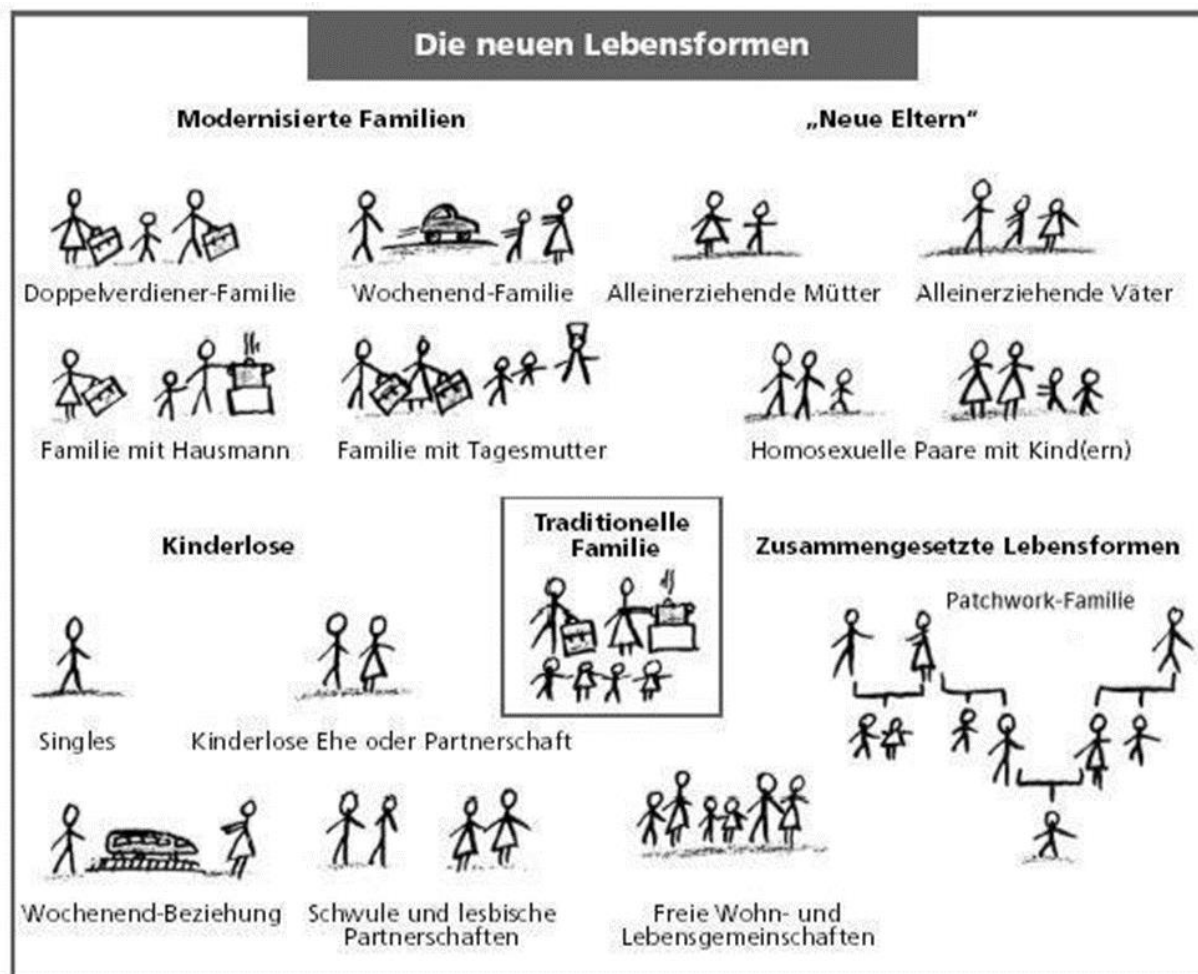 Die neuen Lebensformen
Modernisierte Familien
„Neue Eltern“
Doppelverdiener-Familie
Wochenend-Familie
Alleinerziehende Mütter
Alleinerziehende Väter
Familie mit Hausmann
Familie mit Tagesmutter
Homosexuelle Paare mit Kind(ern)
Kinderlose
Traditionelle
Familie
Zusammengesetzte Lebensformen
Patchwork-Familie
Singles
Kinderlose Ehe oder Partnerschaft
Wochenend-Beziehung
Schwule und lesbische
Partnerschaften
Freie Wohn- und
Lebensgemeinschaften